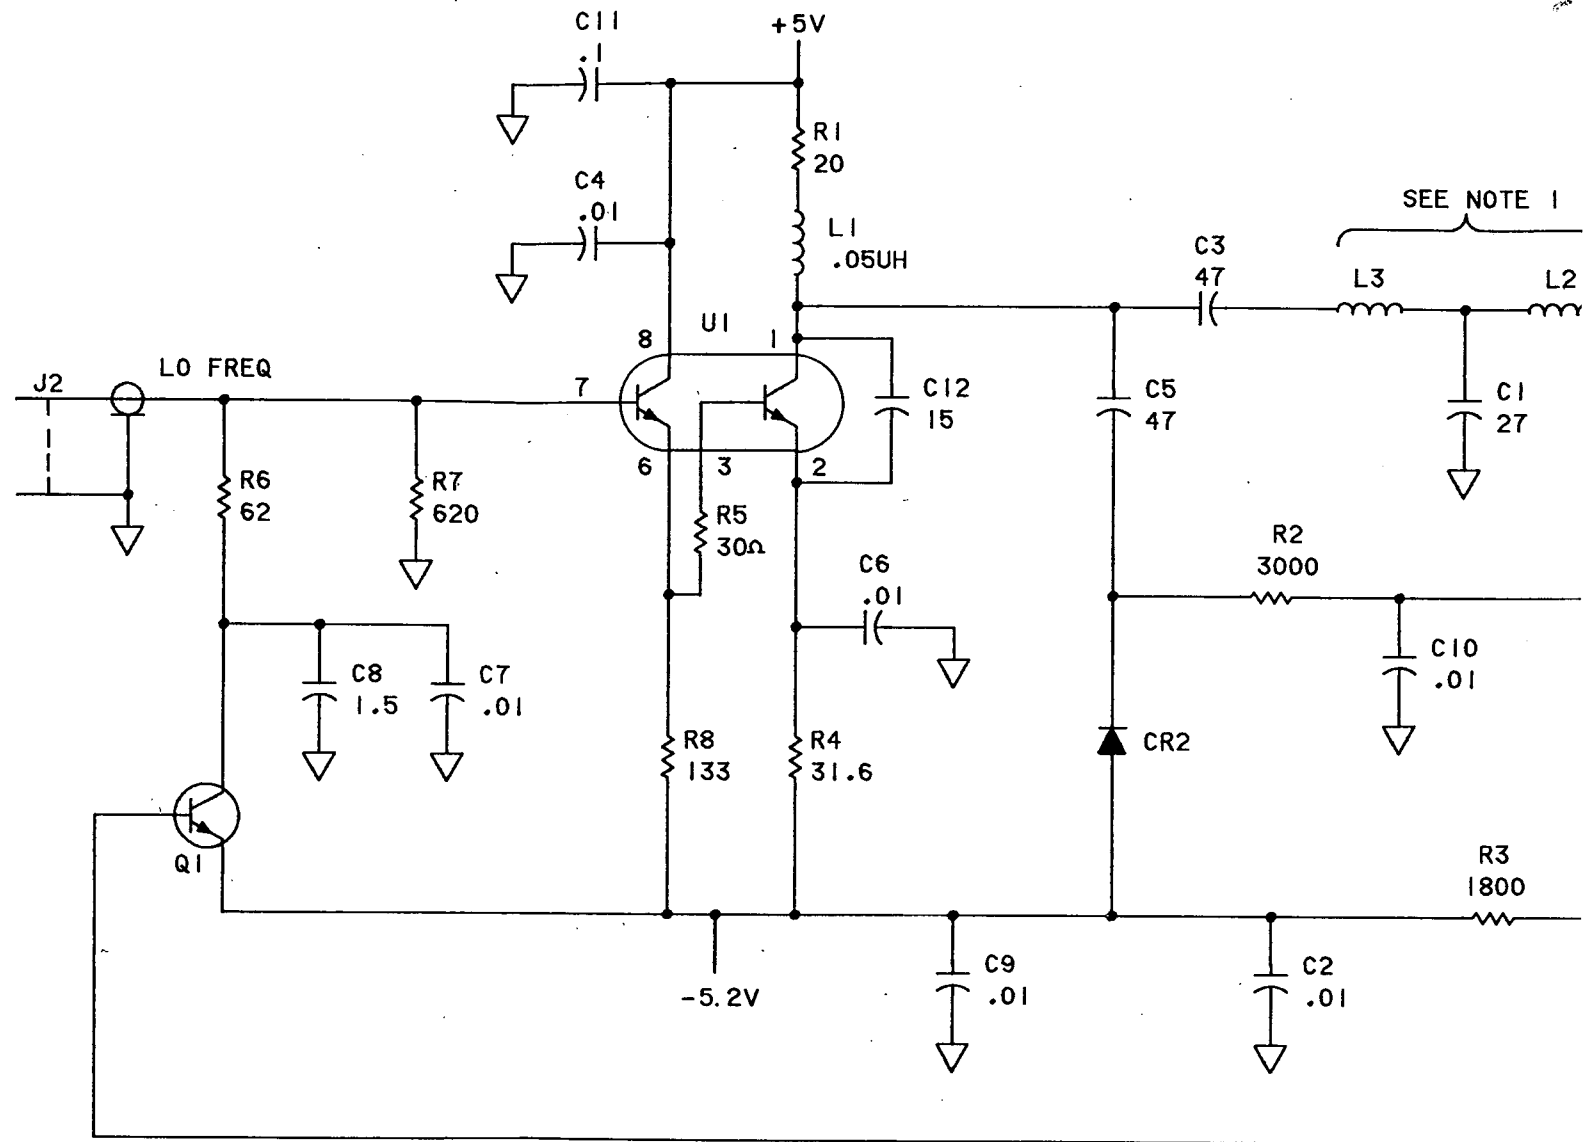 C11
.1
+5V
R1
20
C4
.01
L1
.05UH
SEE NOTE 1
C3
47
L3
L2
U1
8
1
LO FREQ
J2
7
C12
15
C5
47
C1
27
6
3
2
R6
62
R7
620
R5
30Ω
R2
3000
C6
.01
C8
1.5
C7
.01
C10
.01
R8
133
R4
31.6
CR2
Q1
R3
1800
-5.2V
C9
.01
C2
.01